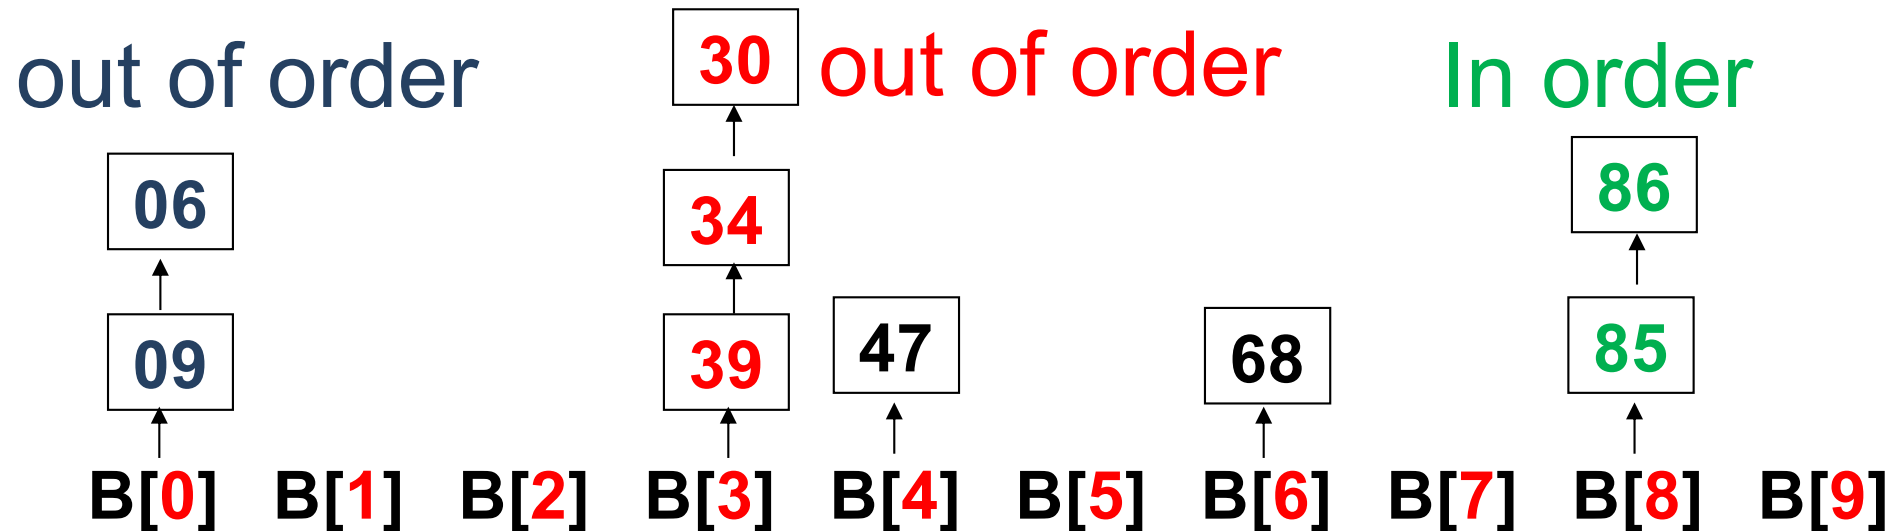 out of order
30
out of order
In order
06
34
86
09
39
47
68
85
B[0] B[1] B[2] B[3] B[4] B[5] B[6] B[7] B[8] B[9]